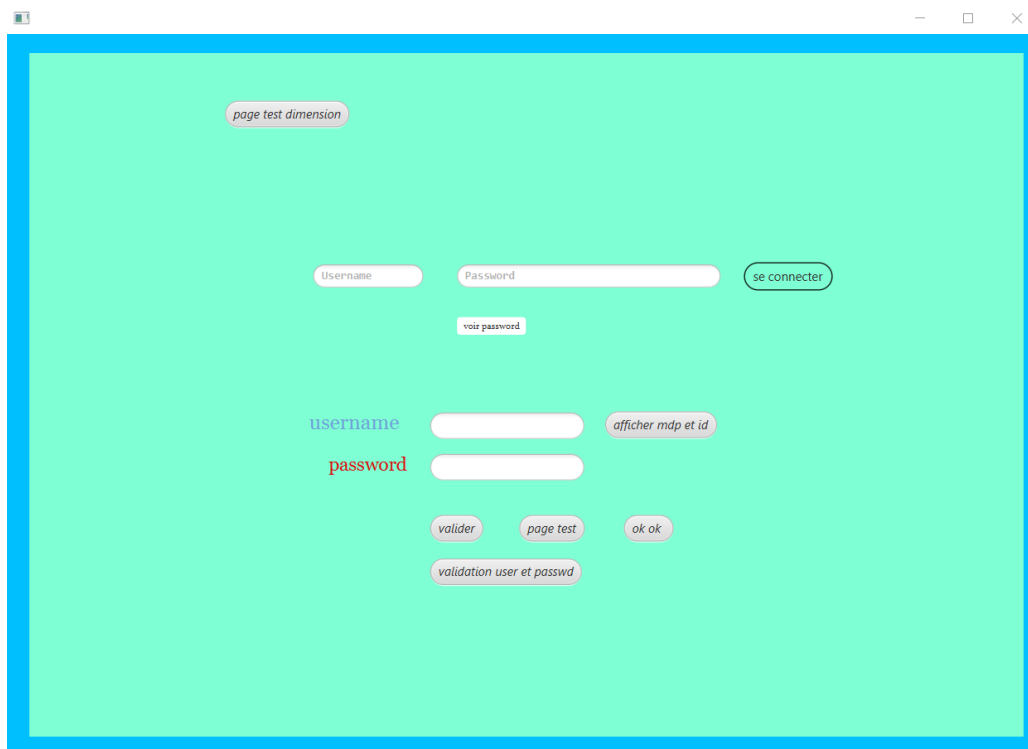 page test dimension
Username Password se connecter
voir password
username afficher mdp et id
password
valider page test ok ok
validation user et passwd